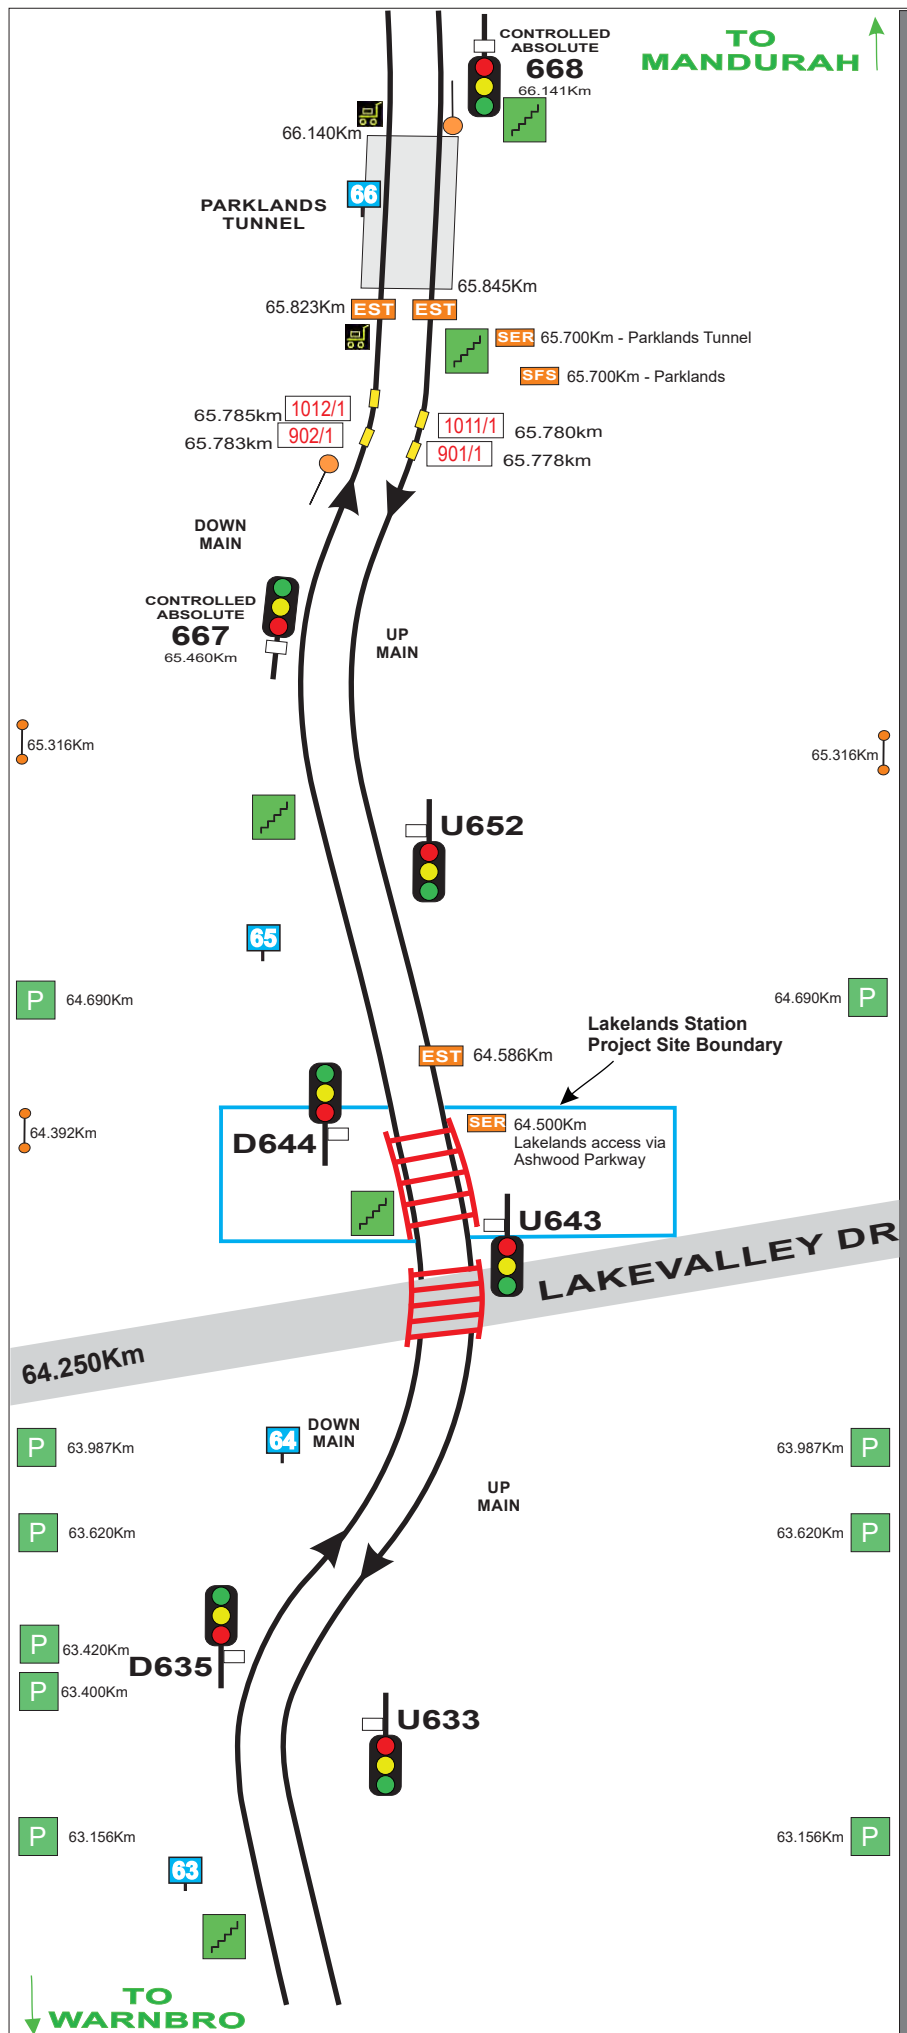 CONTROLLED
ABSOLUTE
668
66.141Km
TO
MANDURAH
66.140Km
66
PARKLANDS
TUNNEL
65.845Km
65.823Km
EST
EST
SER
65.700Km - Parklands Tunnel
SFS
65.700Km - Parklands
65.785km
1012/1
65.783km
902/1
1011/1
65.780km
901/1
65.778km
DOWN
MAIN
CONTROLLED
ABSOLUTE
667
65.460Km
UP
MAIN
65.316Km
65.316Km
U652
65
P
64.690Km
64.690Km
P
Lakelands Station
Project Site Boundary
EST
64.586Km
64.392Km
D644
SER
64.500Km
Lakelands access via
Ashwood Parkway
U643
LAKEVALLEY DR
64.250Km
64
DOWN
MAIN
P
63.987Km
63.987Km
P
UP
MAIN
P
63.620Km
63.620Km
P
P
63.420Km
D635
P
63.400Km
U633
P
63.156Km
63.156Km
P
63
TO
WARNBRO